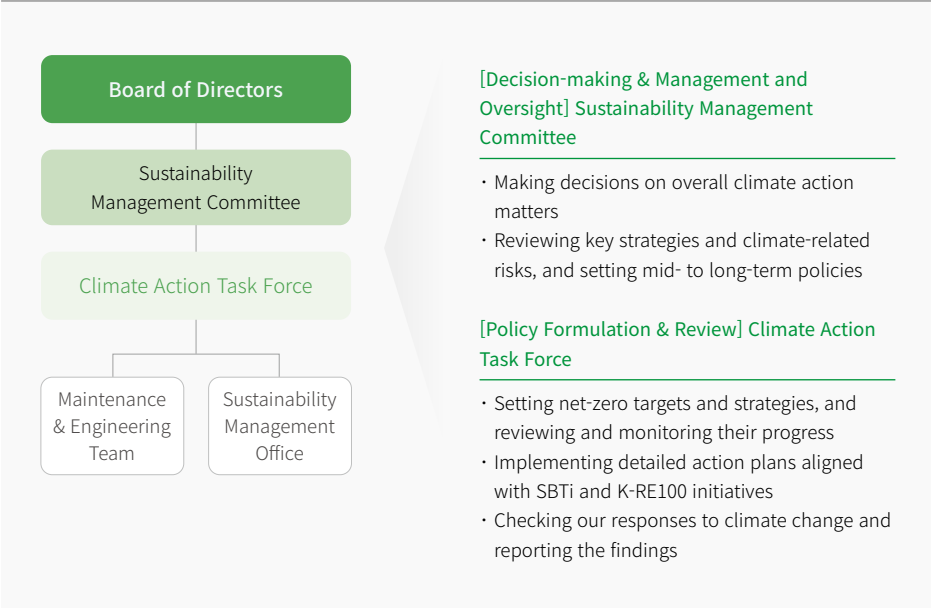 Board of Directors
Sustainability
Management Committee
Climate Action Task Force
Maintenance
& Engineering
Team
Sustainability
Management
Office
[Decision-making & Management and
Oversight] Sustainability Management
Committee
· Making decisions on overall climate action
matters
· Reviewing key strategies and climate-related
risks, and setting mid- to long-term policies
[Policy Formulation & Review] Climate Action
Task Force
· Setting net-zero targets and strategies, and
reviewing and monitoring their progress
· Implementing detailed action plans aligned
with SBTi and K-RE100 initiatives
· Checking our responses to climate change and
reporting the findings